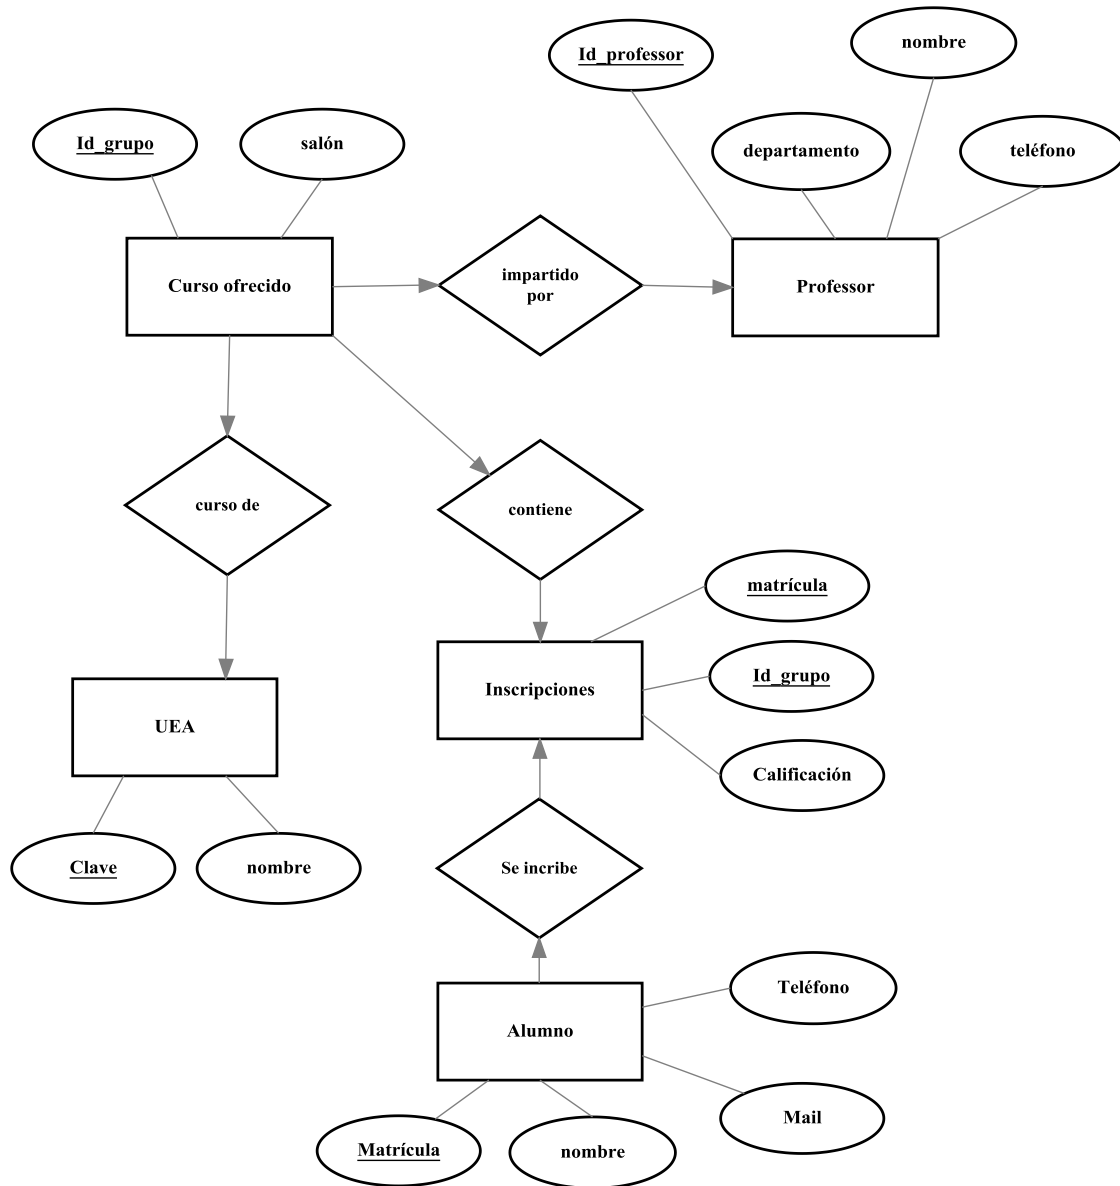 Id_professor
nombre
Id_grupo
salón
departamento
teléfono
Curso ofrecido
impartido
por
Professor
curso de
contiene
matrícula
Id_grupo
Inscripciones
UEA
Calificación
Clave
nombre
Se incribe
Teléfono
Alumno
Mail
Matrícula
nombre